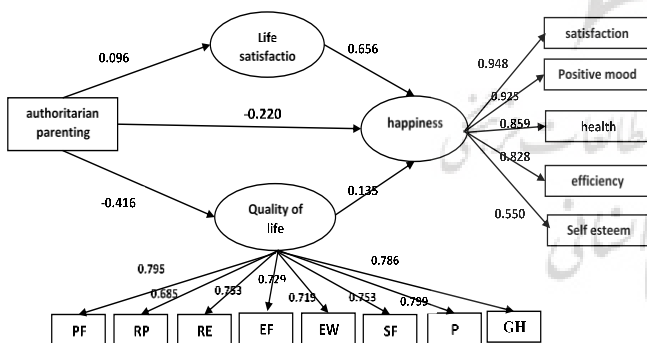 Life
satisfactio
0.096
0.656
authoritarian
parenting
-0.220
happiness
-0.416
0.135
Quality of
life
0.948
0.925
0.859
0.828
0.550
satisfaction
Positive mood
health
efficiency
Self esteem
0.795
0.685
0.753
0.729
0.719
0.753
0.799
0.786
PF
RP
RE
EF
EW
SF
P
GH